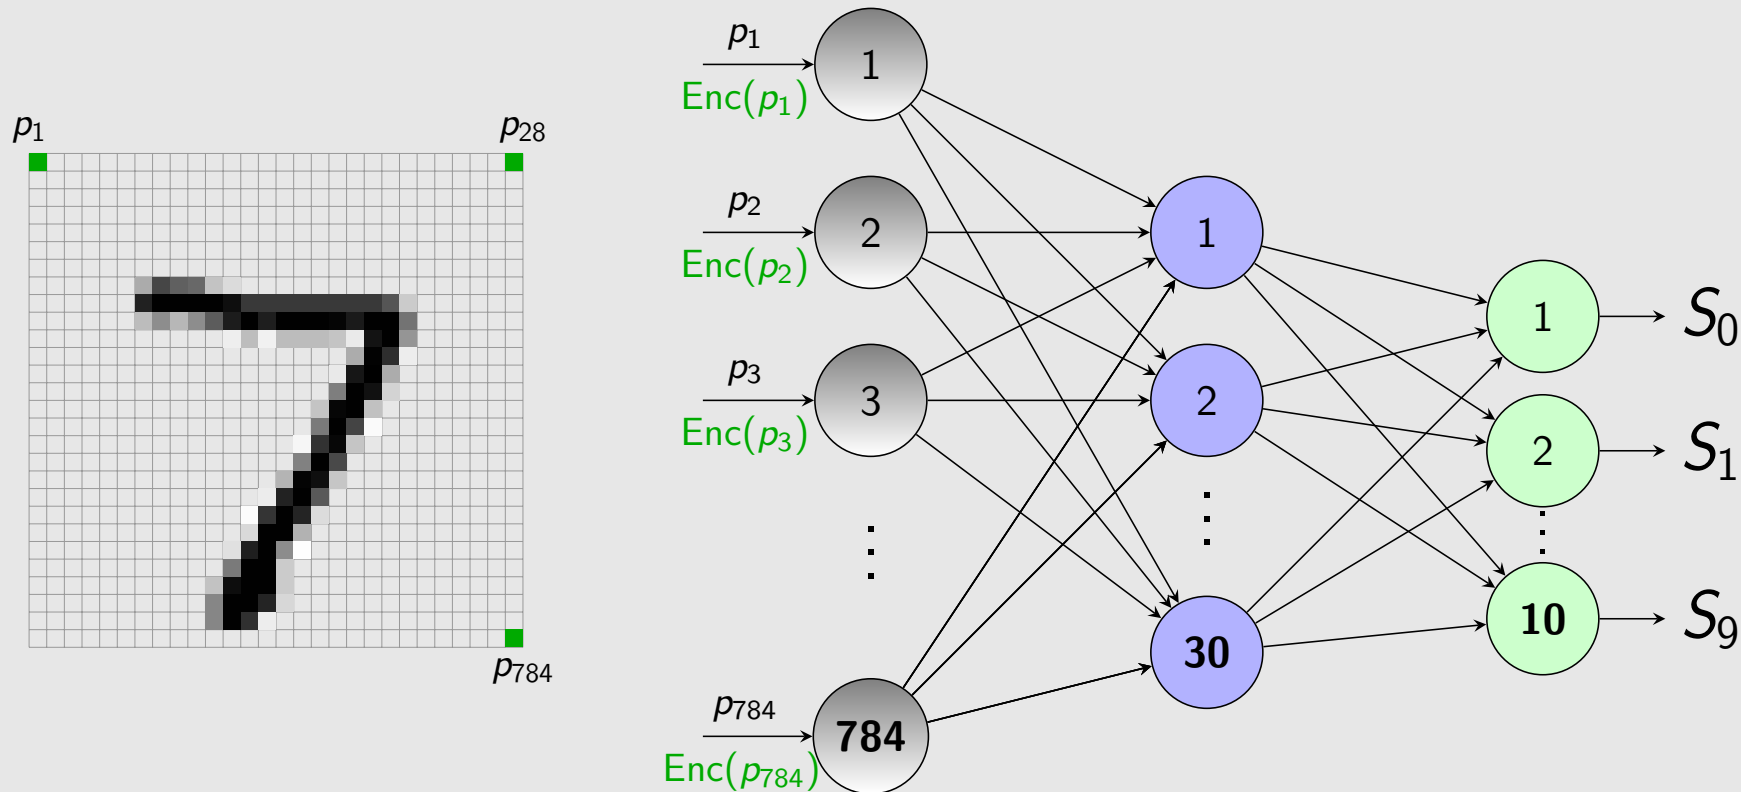 p₁ p₂₈
p₇₈₄
p₁
Enc(p₁)
1
p₂
Enc(p₂)
2
p₃
Enc(p₃)
3
⋮
p₇₈₄
Enc(p₇₈₄)
784
1
2
⋮
30
1
2
⋮
10
S₀
S₁
S₉